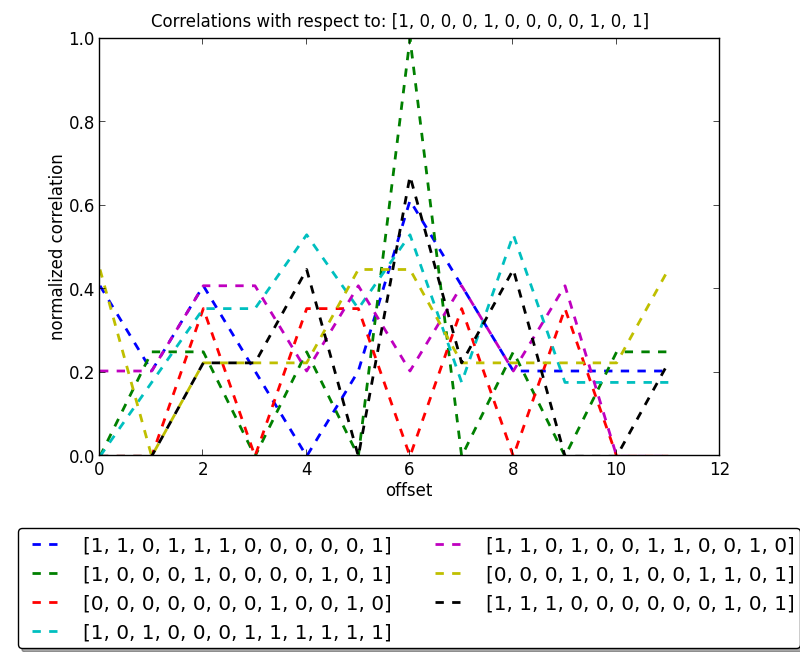 Correlations with respect to: [1, 0, 0, 0, 1, 0, 0, 0, 0, 1, 0, 1]
1.0
0.8
0.6
0.4
0.2
0.0
normalized correlation
0 2 4 6 8 10 12
offset
[1, 1, 0, 1, 1, 1, 0, 0, 0, 0, 0, 1]
[1, 0, 0, 0, 1, 0, 0, 0, 0, 1, 0, 1]
[0, 0, 0, 0, 0, 0, 0, 1, 0, 0, 1, 0]
[1, 0, 1, 0, 0, 0, 1, 1, 1, 1, 1, 1]
[1, 1, 0, 1, 0, 0, 1, 1, 0, 0, 1, 0]
[0, 0, 0, 1, 0, 1, 0, 0, 1, 1, 0, 1]
[1, 1, 1, 0, 0, 0, 0, 0, 0, 1, 0, 1]